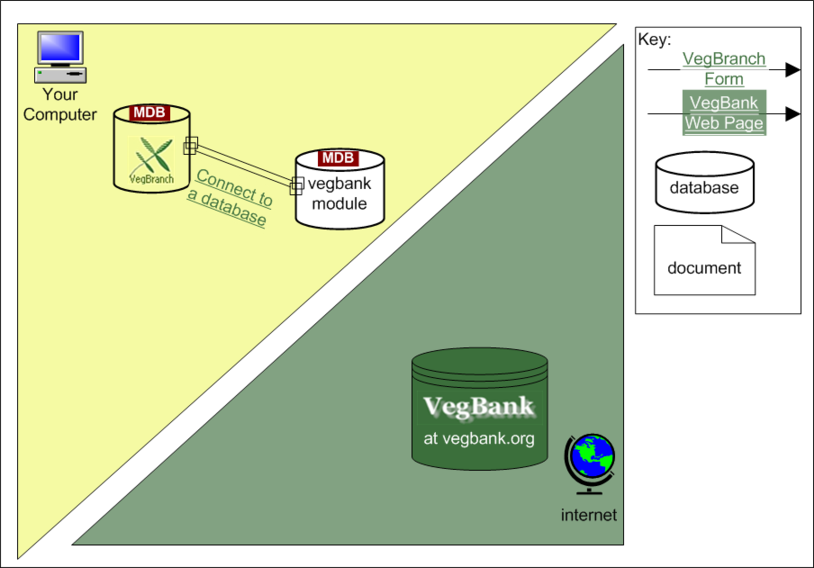 Your
Computer
MDB
VegBranch
Connect to
a database
MDB
vegbank
module
VegBank
at vegbank.org
internet
Key:
VegBranch
Form
VegBank
Web Page
database
document